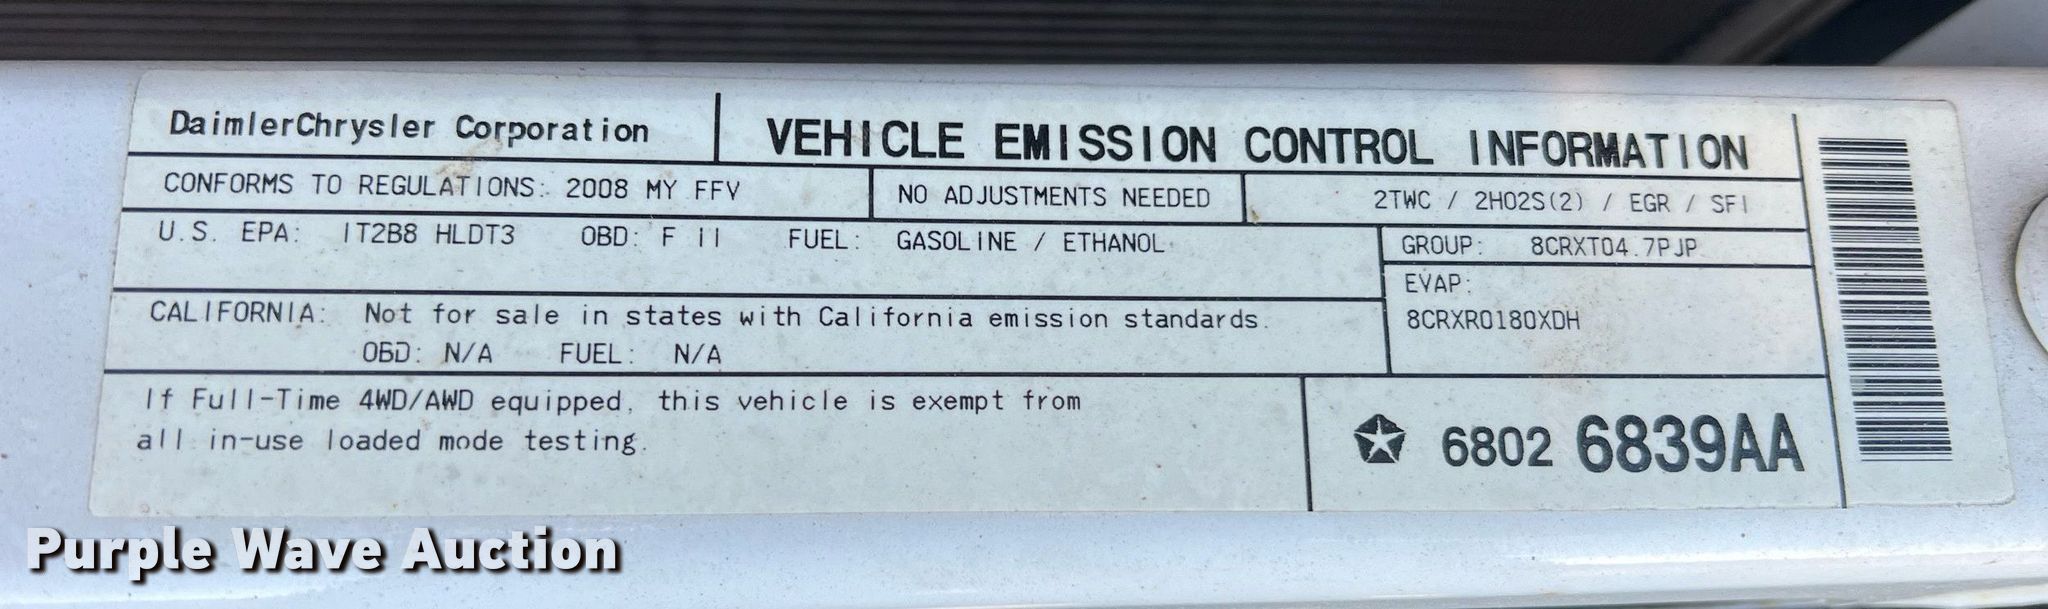 DaimlerChrysler Corporation
VEHICLE EMISSION CONTROL INFORMATION
CONFORMS TO REGULATIONS: 2008 MY FFV
NO ADJUSTMENTS NEEDED
2TWC / 2HO2S(2) / EGR / SFI
U.S. EPA: IT2B8 HLDT3 OBD: F II FUEL: GASOLINE / ETHANOL
GROUP: 8CRXT04.7PJP
EVAP:
8CRXR0180XDH
CALIFORNIA: Not for sale in states with California emission standards.
OBD: N/A FUEL: N/A
If Full-Time 4WD/AWD equipped, this vehicle is exempt from
all in-use loaded mode testing.
6802 6839AA
Purple Wave Auction